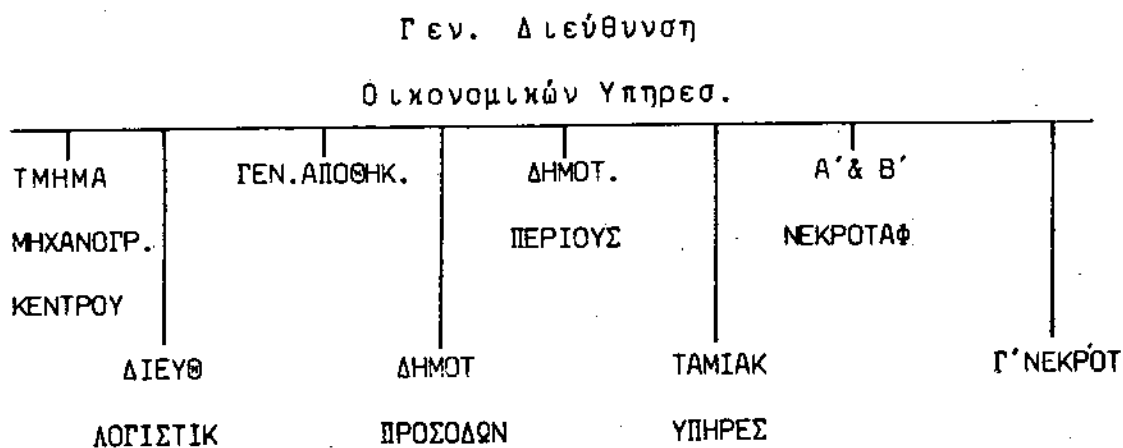 Γεν. Διεύθυνση
Οικονομικών Υπηρεσ.
ΤΜΗΜΑ ΓΕΝ.ΑΠΟΘΗΚ. ΔΗΜΟΤ. Α΄& Β΄
ΜΗΧΑΝΟΓΡ. ΠΕΡΙΟΥΣ ΝΕΚΡΟΤΑΦ
ΚΕΝΤΡΟΥ
ΔΙΕΥΘ ΔΗΜΟΤ ΤΑΜΙΑΚ Γ΄ΝΕΚΡΟΤ
ΛΟΓΙΣΤΙΚ ΠΡΟΣΟΔΩΝ ΥΠΗΡΕΣ